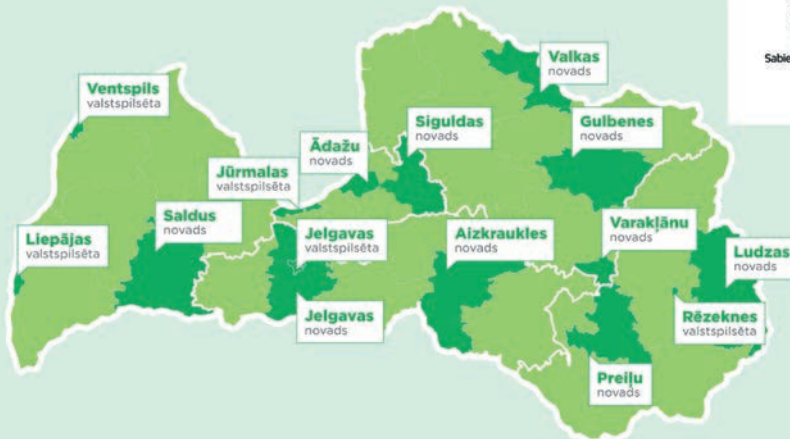 Sabie
Valkas
novads
Ventspils
valstspilsēta
Siguldas
novads
Gulbenes
novads
Ādažu
novads
Jūrmalas
valstspilsēta
Saldus
novads
Liepājas
valstspilsēta
Jelgavas
valstspilsēta
Aizkraukles
novads
Varakļānu
novads
Ludzas
novads
Jelgavas
novads
Rēzeknes
valstspilsēta
Preiļu
novads